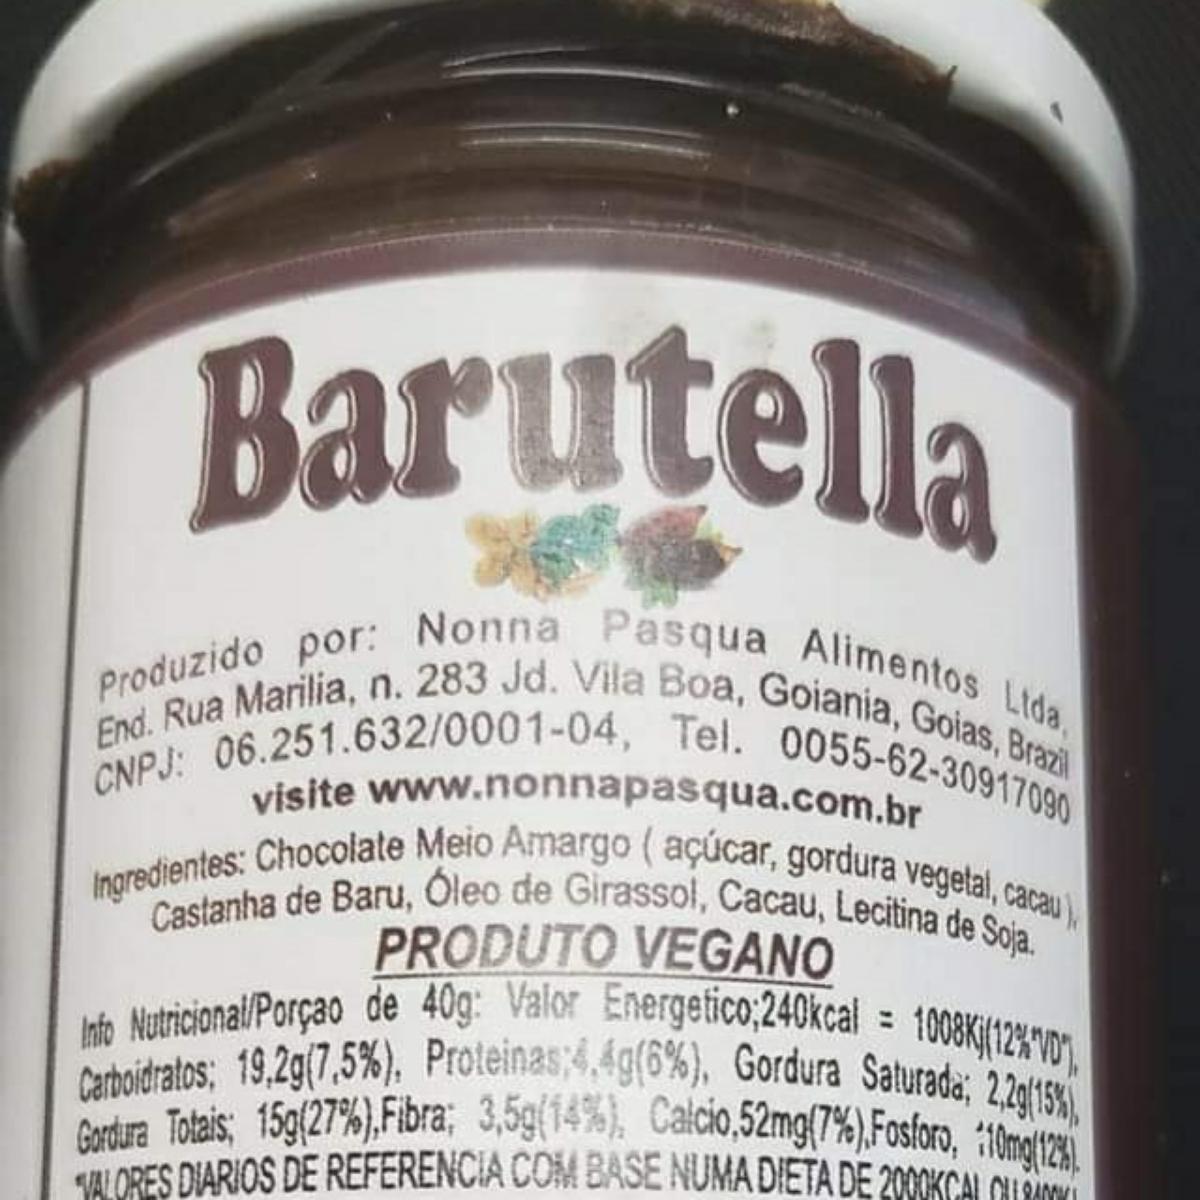 Barutella
Produzido por: Nonna Pasqua Alimentos Ltda,
End. Rua Marilia, n. 283 Jd. Vila Boa, Goiania, Goias, Brazil
CNPJ: 06.251.632/0001-04, Tel. 0055-62-30917090
visite www.nonnapasqua.com.br
Ingredientes: Chocolate Meio Amargo ( açúcar, gordura vegetal, cacau ),
Castanha de Baru, Óleo de Girassol, Cacau, Lecitina de Soja.
PRODUTO VEGANO
Info Nutricional/Porçao de 40g: Valor Energetico;240kcal = 1008Kj(12%"VD"),
Carboidratos; 19,2g(7,5%), Proteinas;4,4g(6%), Gordura Saturada; 2,2g(15%),
Gordura Totais; 15g(27%),Fibra; 3,5g(14%), Calcio,52mg(7%),Fosforo, 110mg(12%).
*VALORES DIARIOS DE REFERENCIA COM BASE NUMA DIETA DE 2000KCAL OU